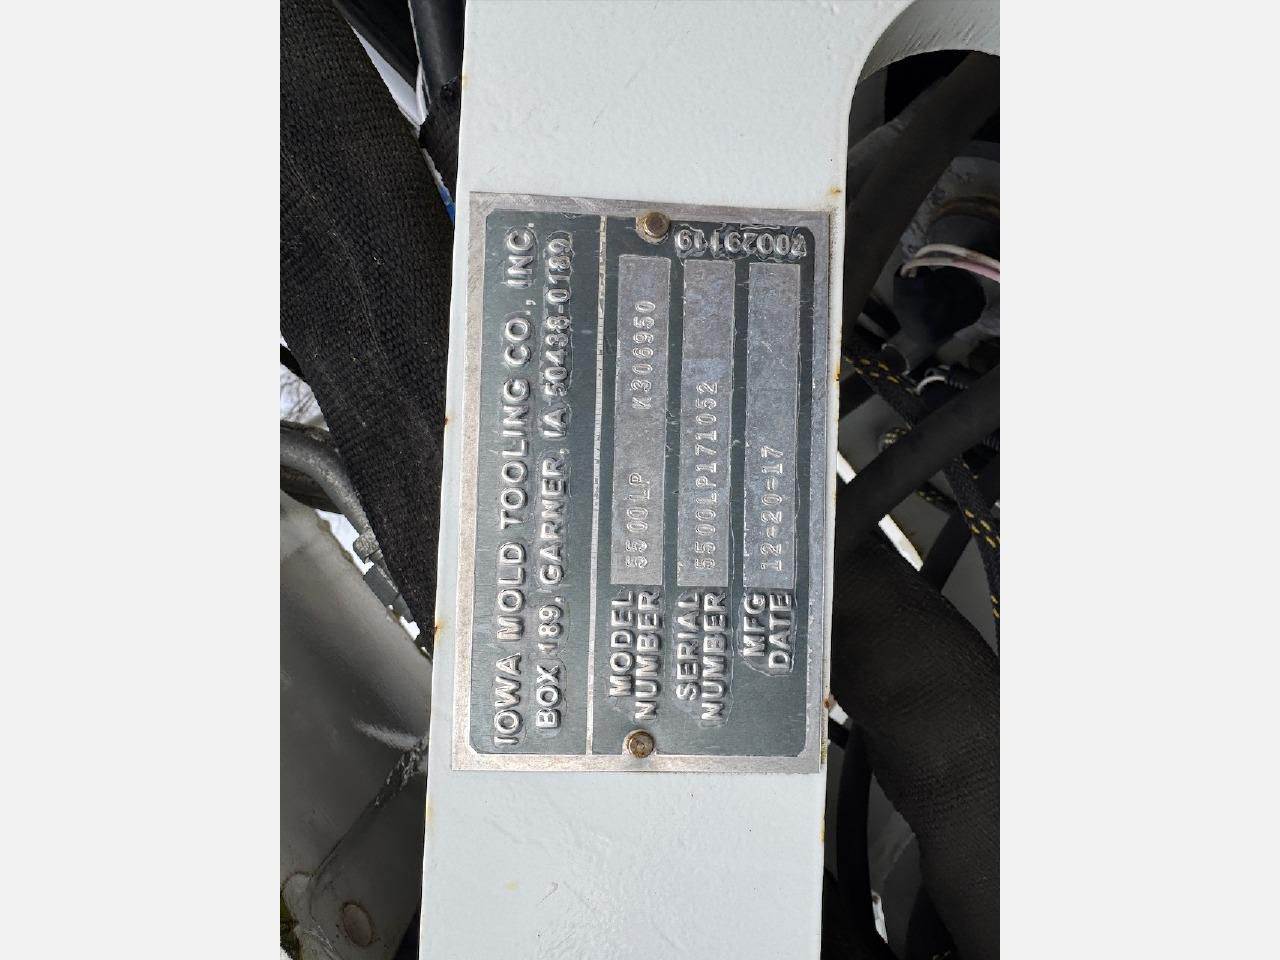 IOWA MOLD TOOLING CO., INC.
BOX 189, GARNER, IA 50438-0189
MODEL NUMBER 5500LP K306950
SERIAL NUMBER 5500LP171052
MFG DATE 12-20-17
70029119